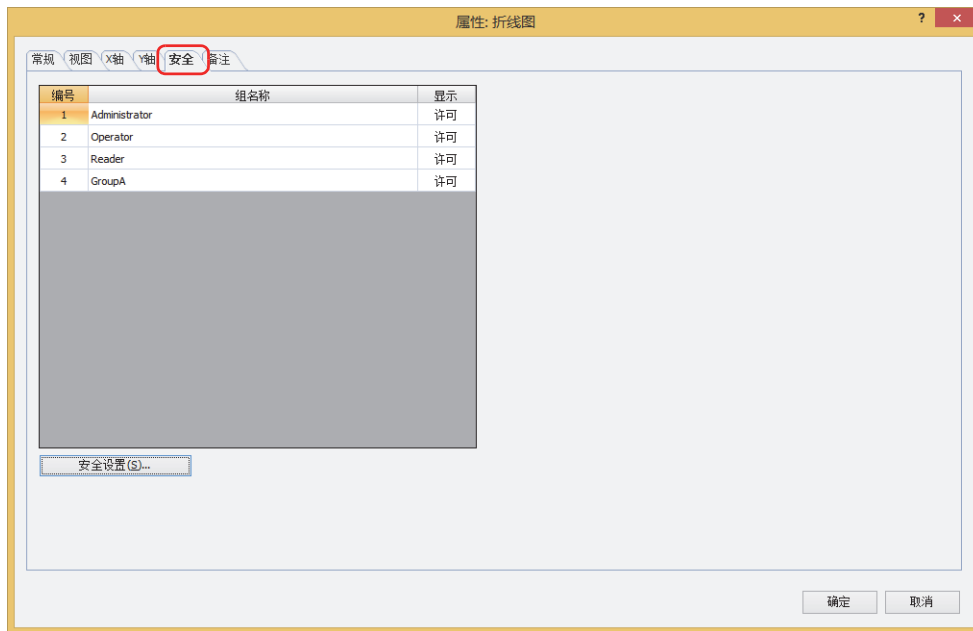 属性: 折线图
? ×
常规 视图 X轴 Y轴 安全 备注
编号 组名称 显示
1 Administrator 许可
2 Operator 许可
3 Reader 许可
4 GroupA 许可
安全设置(S)...
确定 取消